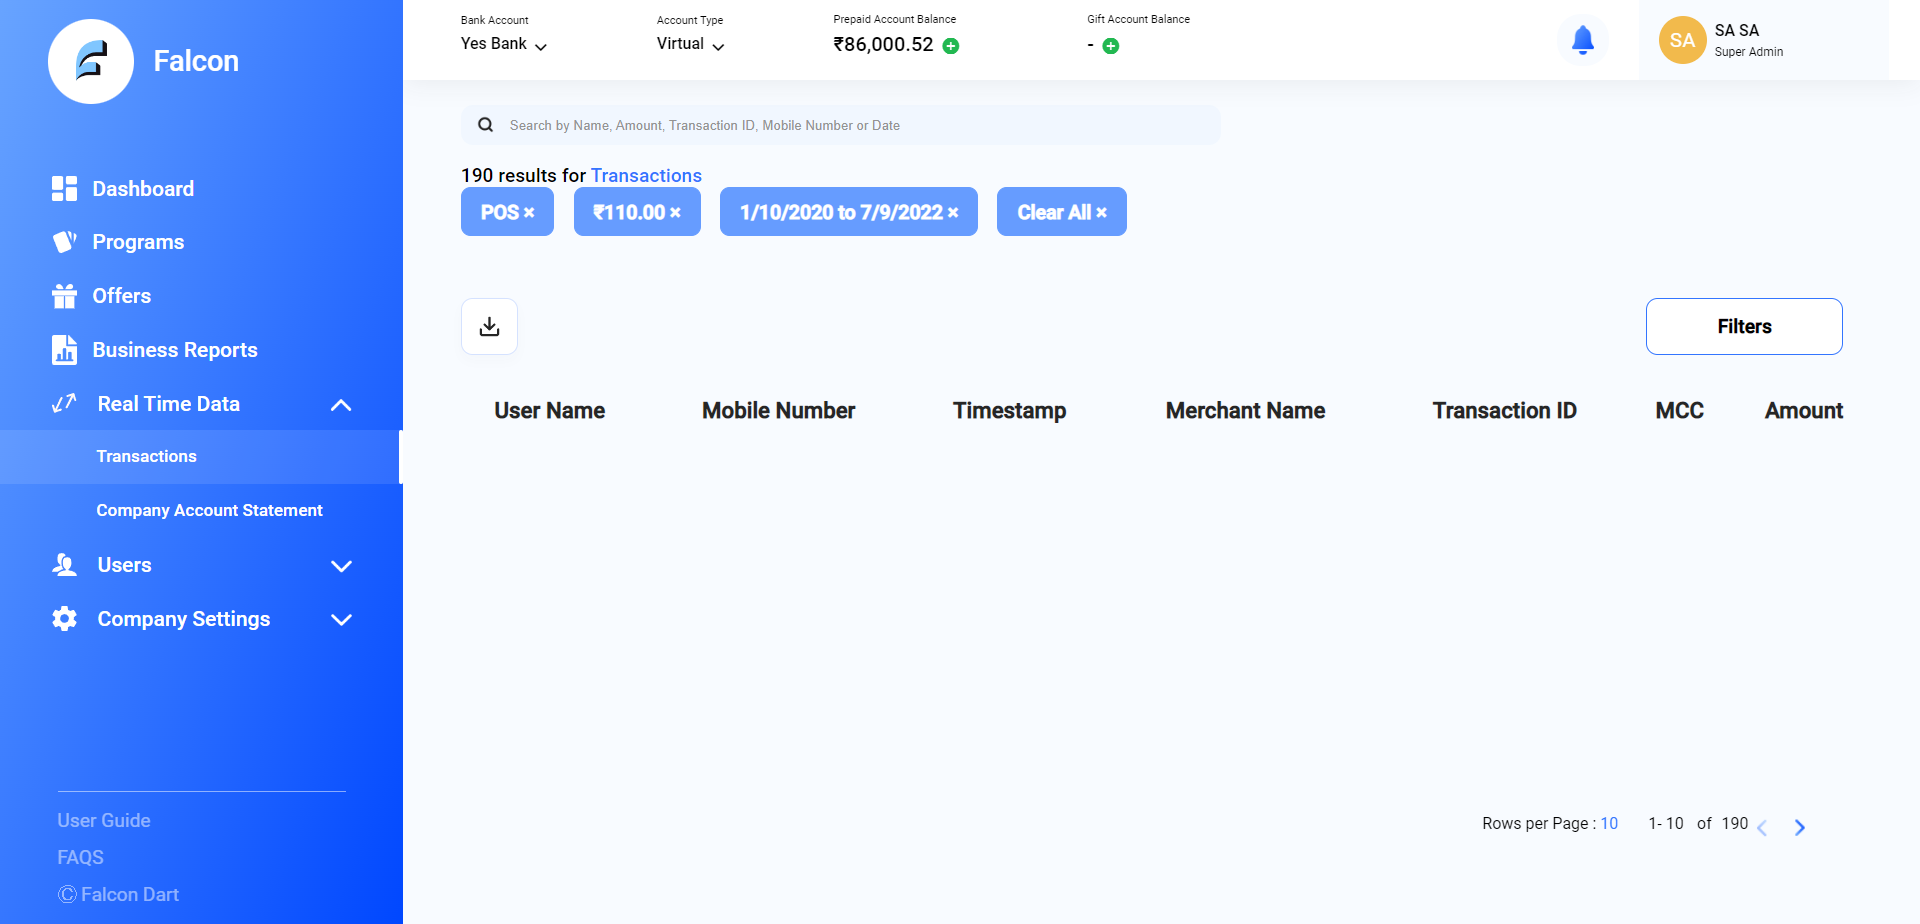 Falcon
Dashboard
Programs
Offers
Business Reports
Real Time Data
Transactions
Company Account Statement
Users
Company Settings
User Guide
FAQS
© Falcon Dart
Bank Account
Yes Bank
Account Type
Virtual
Prepaid Account Balance
₹86,000.52
Gift Account Balance
-
SA
SA SA
Super Admin
Search by Name, Amount, Transaction ID, Mobile Number or Date
190 results for Transactions
POS × ₹110.00 × 1/10/2020 to 7/9/2022 × Clear All ×
Filters
User Name Mobile Number Timestamp Merchant Name Transaction ID MCC Amount
Rows per Page : 10 1- 10 of 190